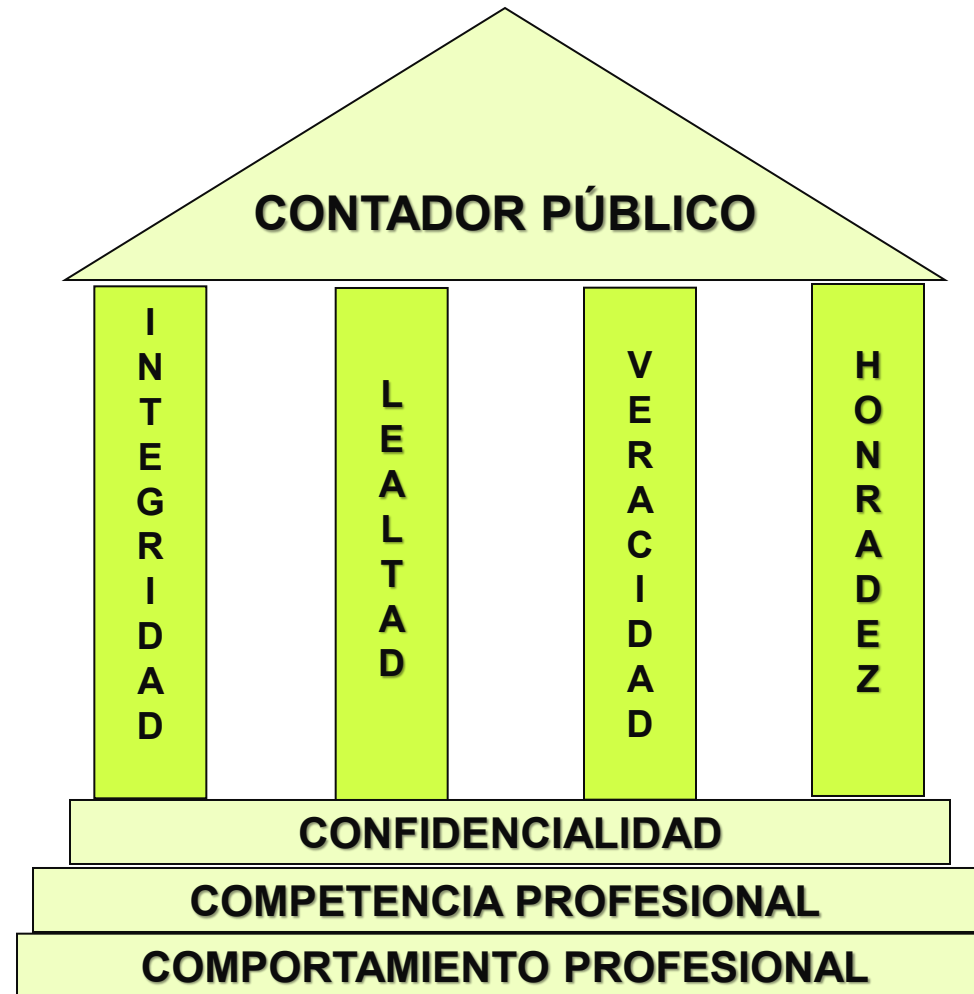 CONTADOR PÚBLICO
INTEGRIDAD
LEALTAD
VERACIDAD
HONRADEZ
CONFIDENCIALIDAD
COMPETENCIA PROFESIONAL
COMPORTAMIENTO PROFESIONAL